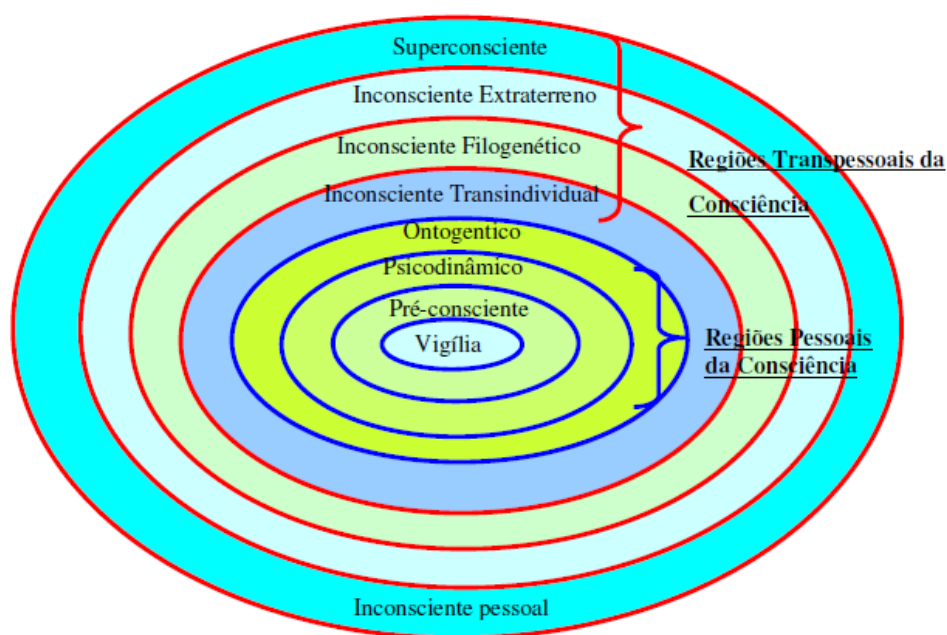 Superconsciente
Inconsciente Extraterreno
Inconsciente Filogenético
Regiões Transpessoais da
Consciência
Inconsciente Transindividual
Ontogentico
Psicodinâmico
Pré-consciente
Vigília
Regiões Pessoais
da Consciência
Inconsciente pessoal